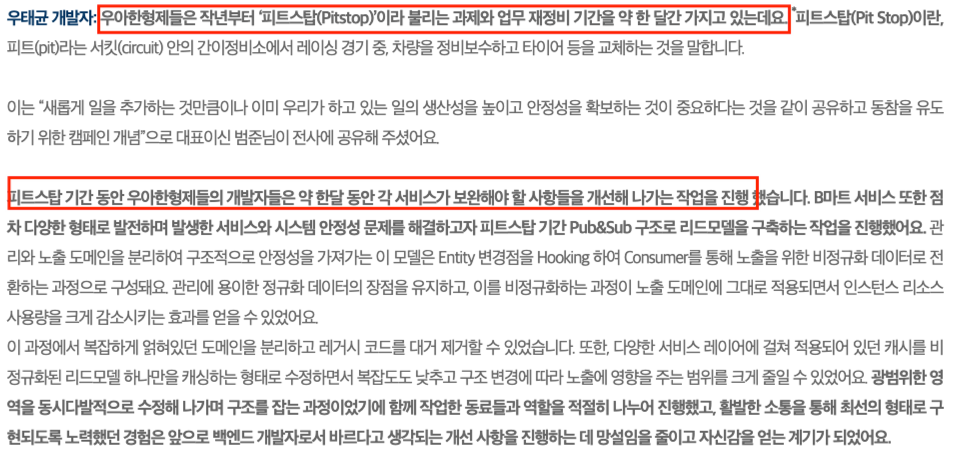 우태균 개발자: 우아한형제들은 작년부터 ‘피트스탑(Pitstop)’이라 불리는 과제와 업무 재정비 기간을 약 한 달간 가지고 있는데요. *피트스탑(Pit Stop)이란,
피트(pit)라는 서킷(circuit) 안의 간이정비소에서 레이싱 경기 중, 차량을 정비보수하고 타이어 등을 교체하는 것을 말합니다.
이는 “새롭게 일을 추가하는 것만큼이나 이미 우리가 하고 있는 일의 생산성을 높이고 안정성을 확보하는 것이 중요하다는 것을 같이 공유하고 동참을 유도
하기 위한 캠페인 개념”으로 대표이신 범준님이 전사에 공유해 주셨어요.
피트스탑 기간 동안 우아한형제들의 개발자들은 약 한달 동안 각 서비스가 보완해야 할 사항들을 개선해 나가는 작업을 진행했습니다. B마트 서비스 또한 점
차 다양한 형태로 발전하며 발생한 서비스와 시스템 안정성 문제를 해결하고자 피트스탑 기간 Pub&Sub 구조로 리드모델을 구축하는 작업을 진행했어요. 관
리와 노출 도메인을 분리하여 구조적으로 안정성을 가져가는 이 모델은 Entity 변경점을 Hooking 하여 Consumer를 통해 노출을 위한 비정규화 데이터로 전
환하는 과정으로 구성돼요. 관리에 용이한 정규화 데이터의 장점을 유지하고, 이를 비정규화하는 과정이 노출 도메인에 그대로 적용되면서 인스턴스 리소스
사용량을 크게 감소시키는 효과를 얻을 수 있었어요.
이 과정에서 복잡하게 얽혀있던 도메인을 분리하고 레거시 코드를 대거 제거할 수 있었습니다. 또한, 다양한 서비스 레이어에 걸쳐 적용되어 있던 캐시를 비
정규화된 리드모델 하나만을 캐싱하는 형태로 수정하면서 복잡도도 낮추고 구조 변경에 따라 노출에 영향을 주는 범위를 크게 줄일 수 있었어요. 광범위한 영
역을 동시다발적으로 수정해 나가며 구조를 잡는 과정이었기에 함께 작업한 동료들과 역할을 적절히 나누어 진행했고, 활발한 소통을 통해 최선의 형태로 구
현되도록 노력했던 경험은 앞으로 백엔드 개발자로서 바르다고 생각되는 개선 사항을 진행하는 데 망설임을 줄이고 자신감을 얻는 계기가 되었어요.